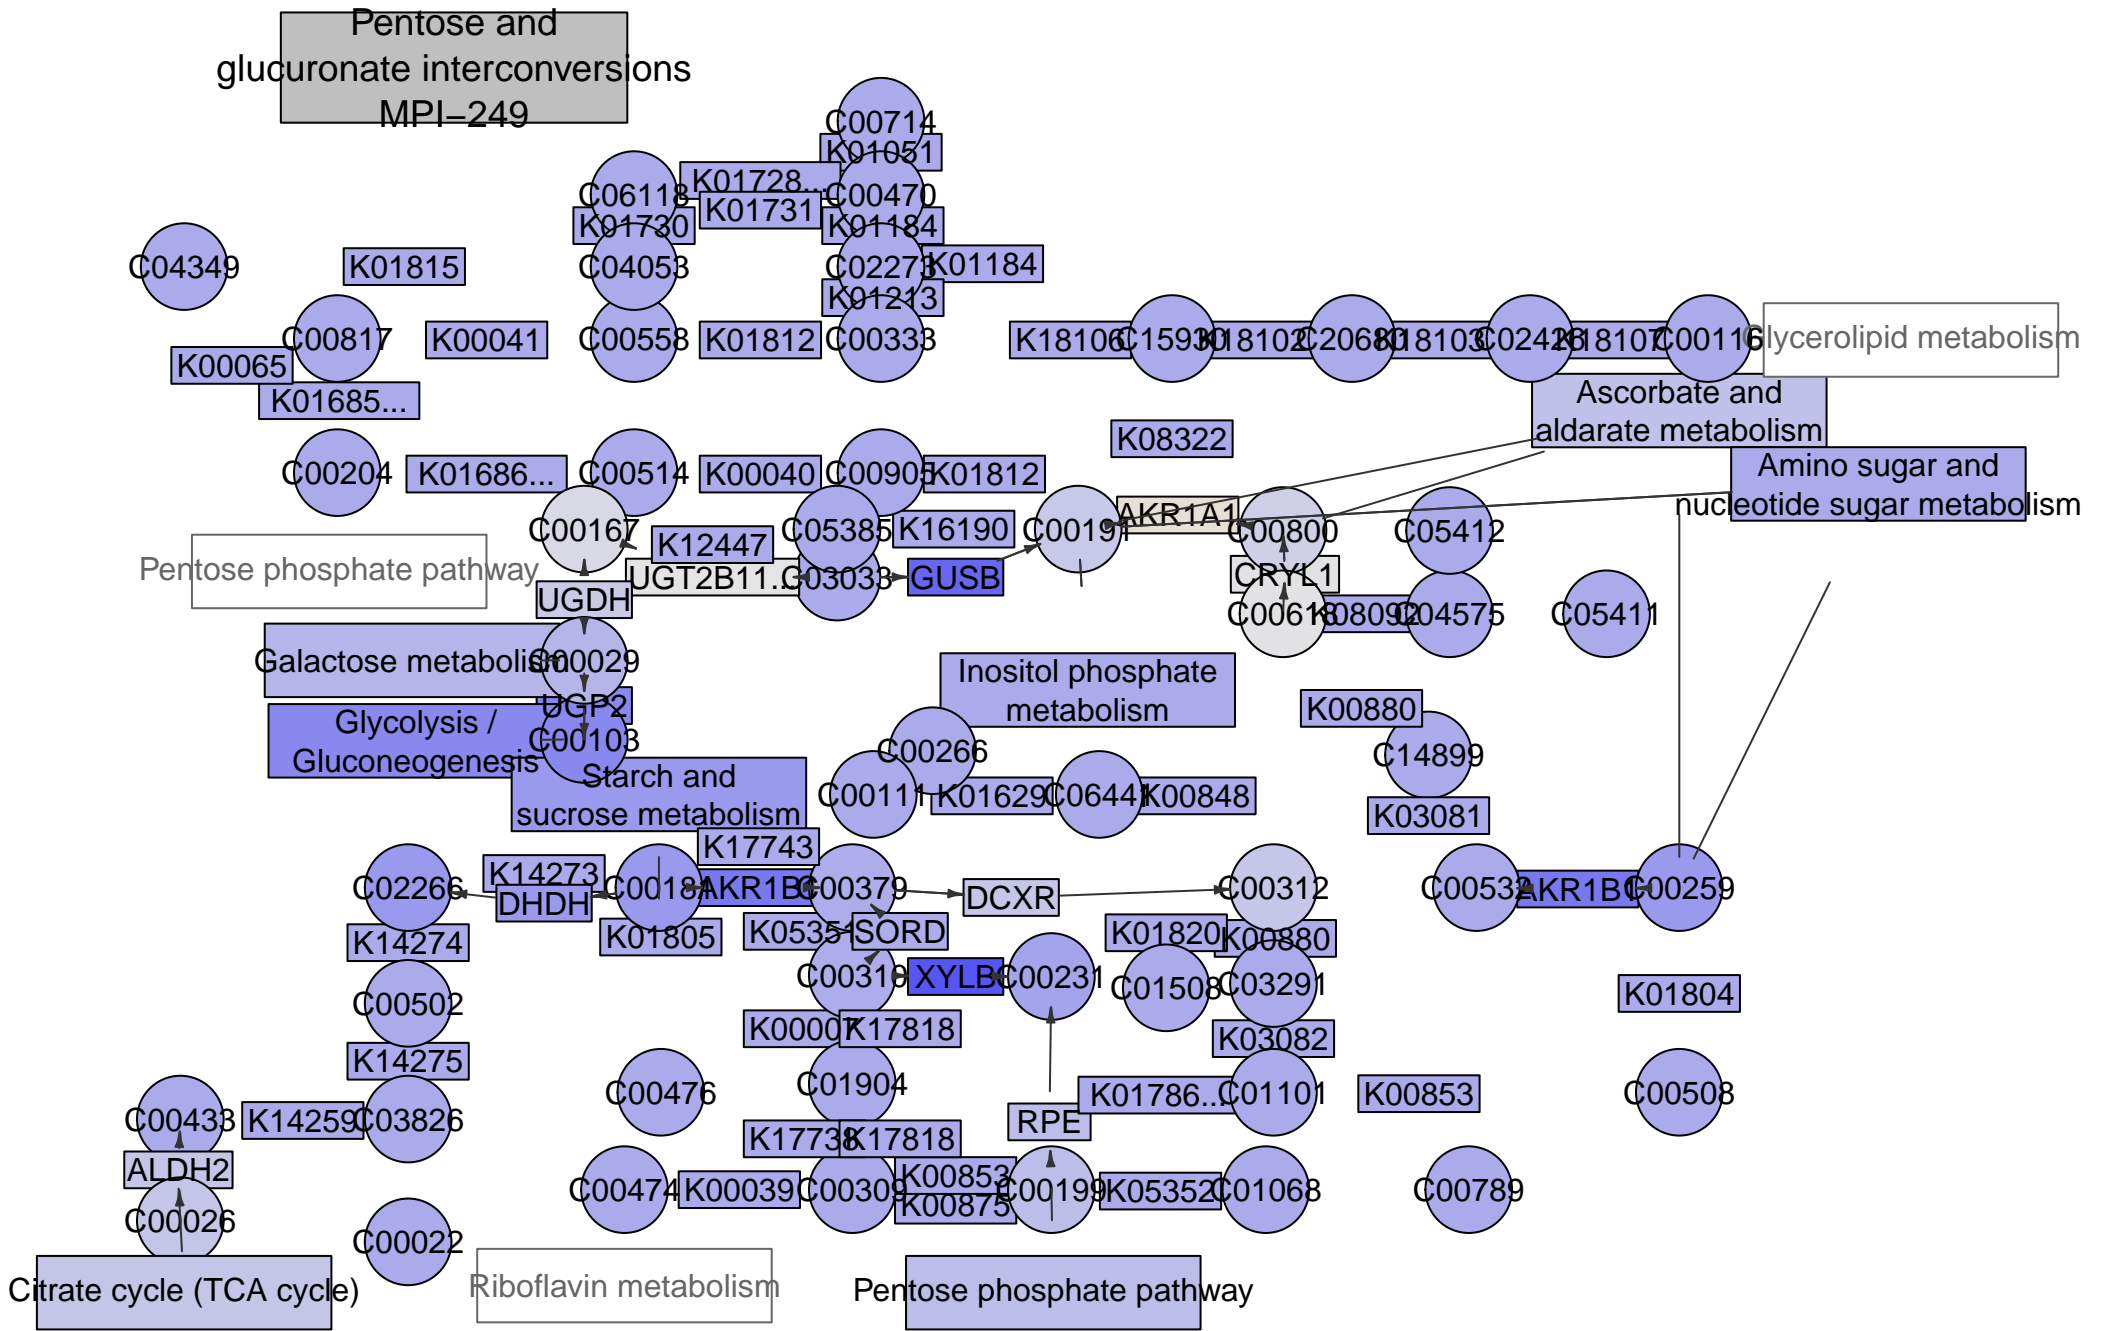 Pentose and
glucuronate interconversions
MPI–249
C00714
K01051
C06118
K01728...
C00470
K01731
K01730
K01184
C04349
K01815
C04053
C02273
K01184
K01213
C00817
K00041
C00558
K01812
C00333
K18106
C15930
K18102
C20680
K18103
C02426
K18107
C00116
Glycerolipid metabolism
K00065
K01685...
Ascorbate and
aldarate metabolism
K08322
C00204
K01686...
C00514
K00040
C00905
K01812
Amino sugar and
nucleotide sugar metabolism
C00167
K12447
C05385
K16190
C00191
AKR1A1
C00800
C05412
Pentose phosphate pathway
UGT2B11...
C03033
GUSB
CRYL1
UGDH
C00618
K08092
C04575
C05411
Galactose metabolism
C00029
Inositol phosphate
metabolism
UGP2
K00880
Glycolysis /
Gluconeogenesis
C00103
C00266
C14899
Starch and
sucrose metabolism
C00111
K01629
C06441
K00848
K03081
K17743
C02266
K14273
DHDH
C00181
AKR1B1
C00379
DCXR
C00312
C00532
AKR1B1
C00259
K14274
K01805
K05351
SORD
K01820
K00880
C00502
C00310
XYLB
C00231
C01508
C03291
K01804
K00007
K17818
K03082
K14275
C00476
C01904
K01786...
C01101
K00853
C00508
C00433
K14259
C03826
RPE
K17738
K17818
ALDH2
K00853
C00474
K00039
C00309
C00199
K05352
C01068
C00789
K00875
C00026
C00022
Citrate cycle (TCA cycle)
Riboflavin metabolism
Pentose phosphate pathway